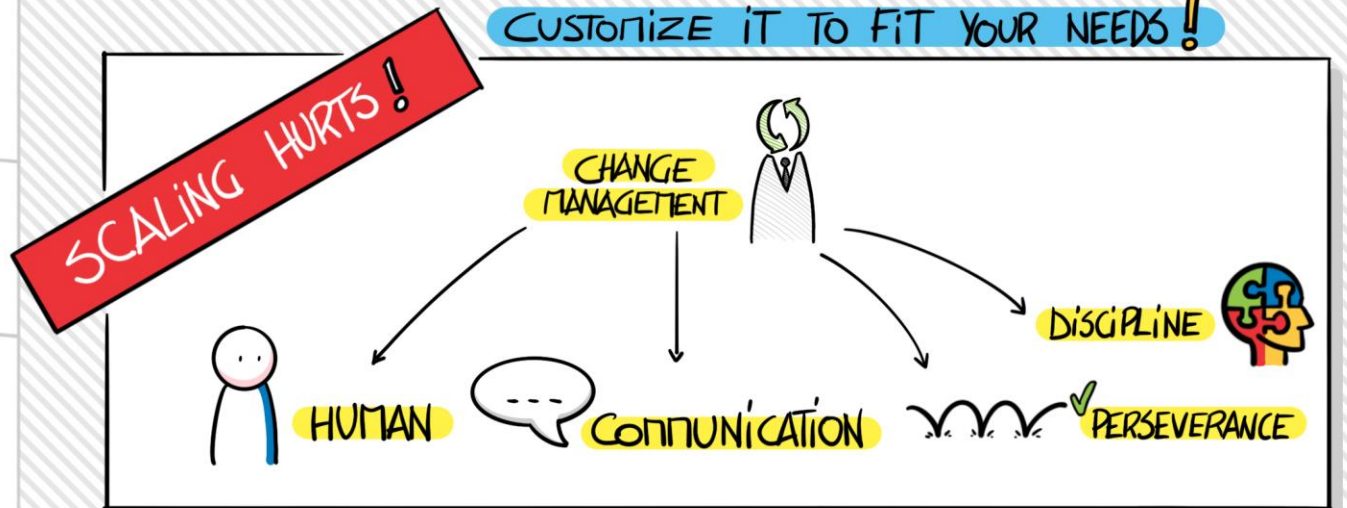 CUSTOMIZE IT TO FIT YOUR NEEDS!
SCALING HURTS!
CHANGE
MANAGEMENT
DISCIPLINE
HUMAN
COMMUNICATION
PERSEVERANCE